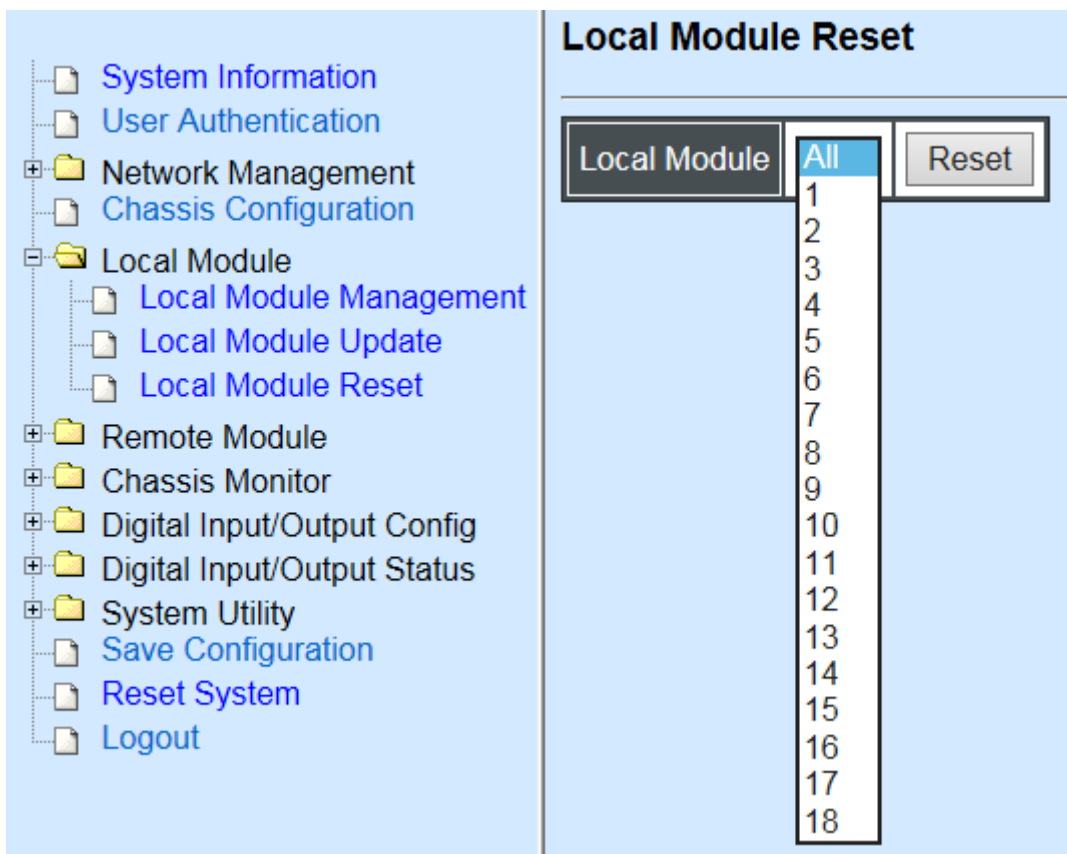 System Information
User Authentication
Network Management
Chassis Configuration
Local Module
Local Module Management
Local Module Update
Local Module Reset
Remote Module
Chassis Monitor
Digital Input/Output Config
Digital Input/Output Status
System Utility
Save Configuration
Reset System
Logout
Local Module Reset
Local Module All Reset
1
2
3
4
5
6
7
8
9
10
11
12
13
14
15
16
17
18